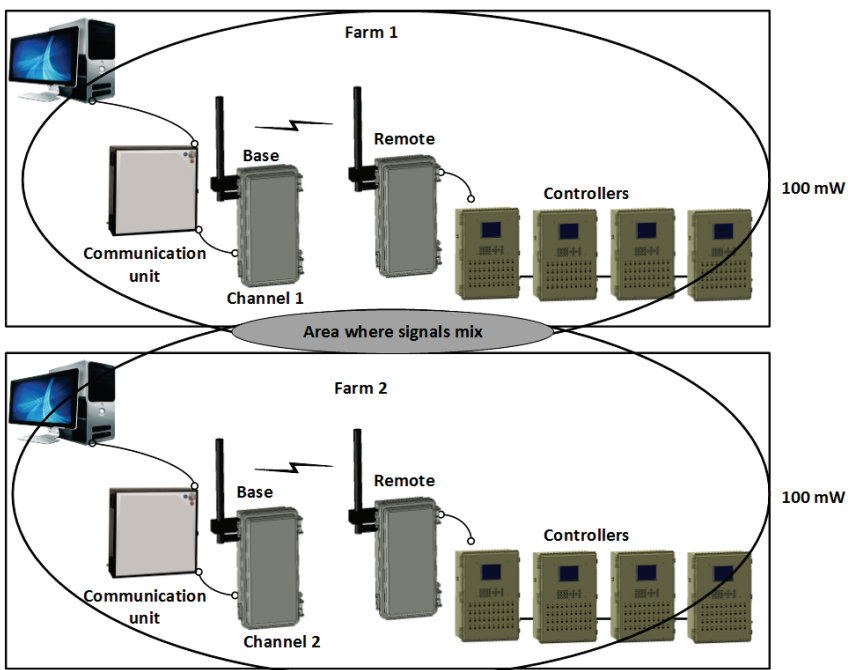 Farm 1
Base
Remote
Controllers
100 mW
Communication
unit
Channel 1
Area where signals mix
Farm 2
Base
Remote
Controllers
100 mW
Communication
unit
Channel 2